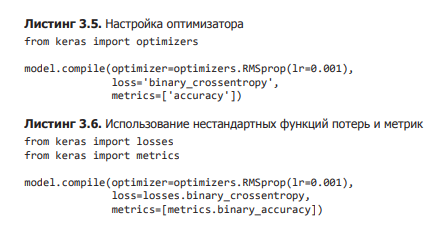 Листинг 3.5. Настройка оптимизатора
from keras import optimizers
model.compile(optimizer=optimizers.RMSprop(lr=0.001),
loss='binary_crossentropy',
metrics=['accuracy'])
Листинг 3.6. Использование нестандартных функций потерь и метрик
from keras import losses
from keras import metrics
model.compile(optimizer=optimizers.RMSprop(lr=0.001),
loss=losses.binary_crossentropy,
metrics=[metrics.binary_accuracy])